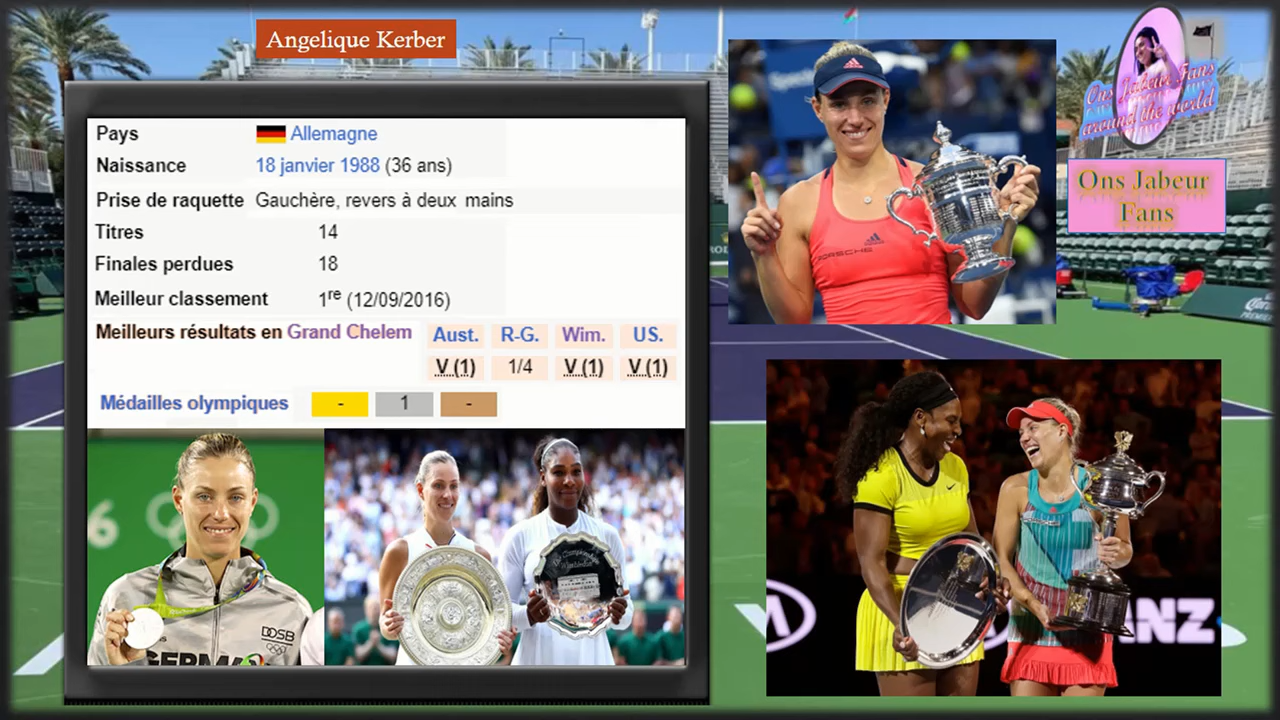 Angelique Kerber
Pays Allemagne
Naissance 18 janvier 1988 (36 ans)
Prise de raquette Gauchère, revers à deux mains
Titres 14
Finales perdues 18
Meilleur classement 1re (12/09/2016)
Meilleurs résultats en Grand Chelem Aust. R.G. Wim. US.
V (1) 1/4 V (1) V (1)
Médailles olympiques - 1 -
Ons Jabeur Fans
around the world
Ons Jabeur
Fans
PORSCHE
6
DOSB
GERMA
ANZ